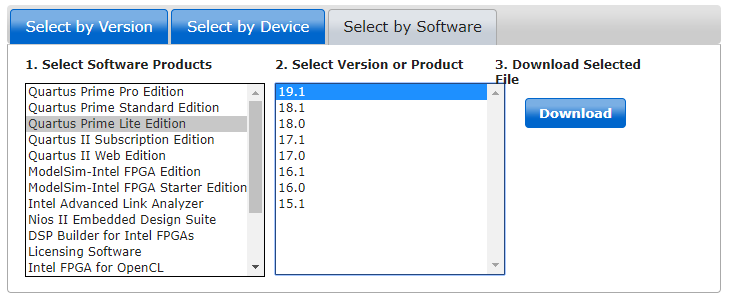 Select by Version
Select by Device
Select by Software
1. Select Software Products
2. Select Version or Product
3. Download Selected
File
Quartus Prime Pro Edition
Quartus Prime Standard Edition
Quartus Prime Lite Edition
Quartus II Subscription Edition
Quartus II Web Edition
ModelSim-Intel FPGA Edition
ModelSim-Intel FPGA Starter Edition
Intel Advanced Link Analyzer
Nios II Embedded Design Suite
DSP Builder for Intel FPGAs
Licensing Software
Intel FPGA for OpenCL
19.1
18.1
18.0
17.1
17.0
16.1
16.0
15.1
Download